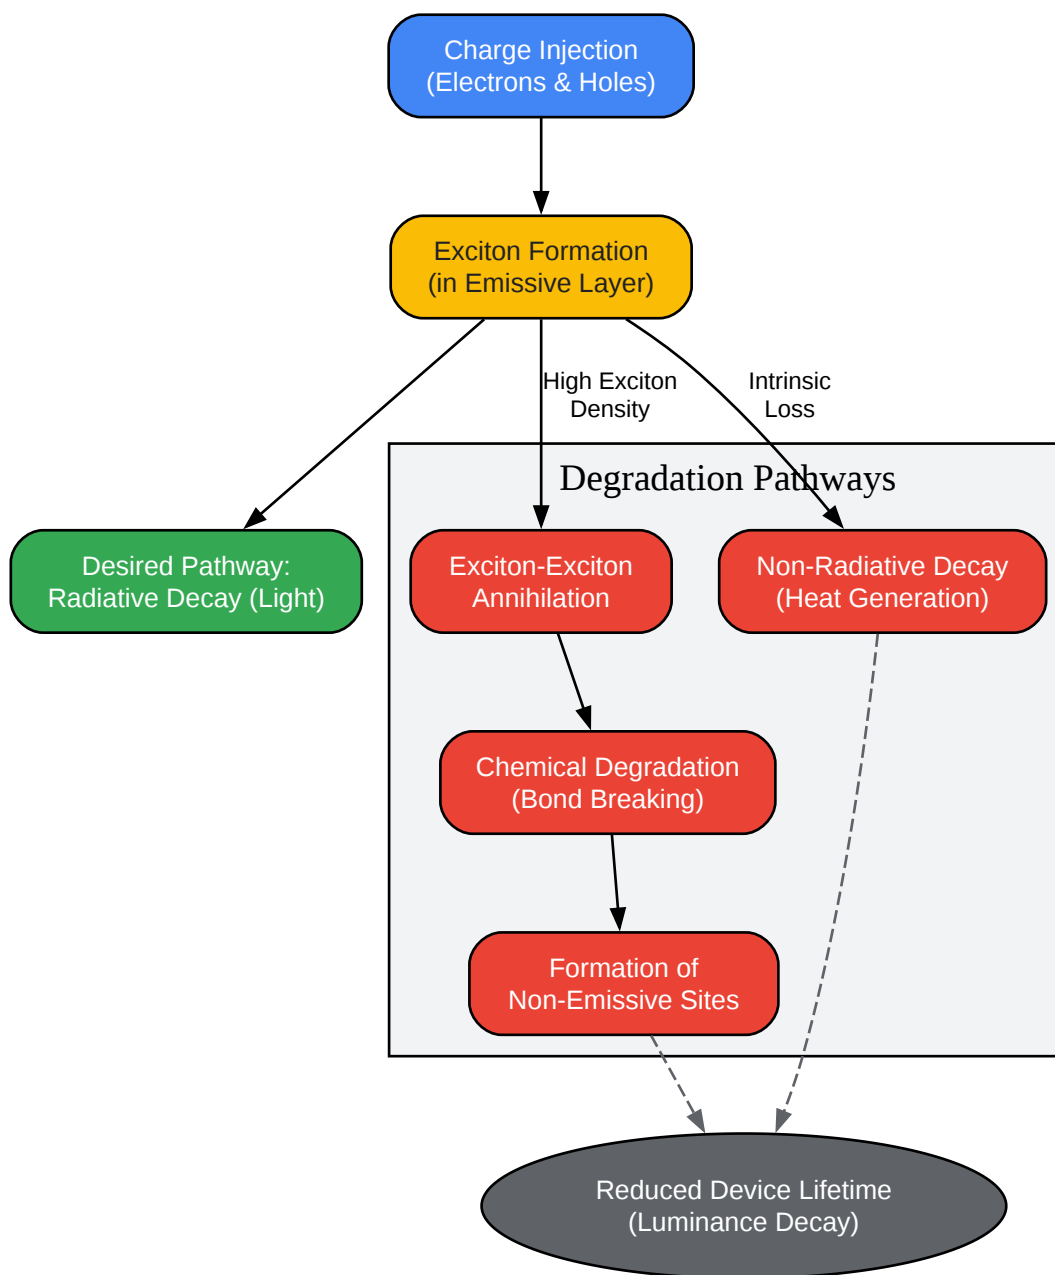 Charge Injection
(Electrons & Holes)
Exciton Formation
(in Emissive Layer)
High Exciton
Density
Intrinsic
Loss
Degradation Pathways
Desired Pathway:
Radiative Decay (Light)
Exciton-Exciton
Annihilation
Non-Radiative Decay
(Heat Generation)
Chemical Degradation
(Bond Breaking)
Formation of
Non-Emissive Sites
Reduced Device Lifetime
(Luminance Decay)